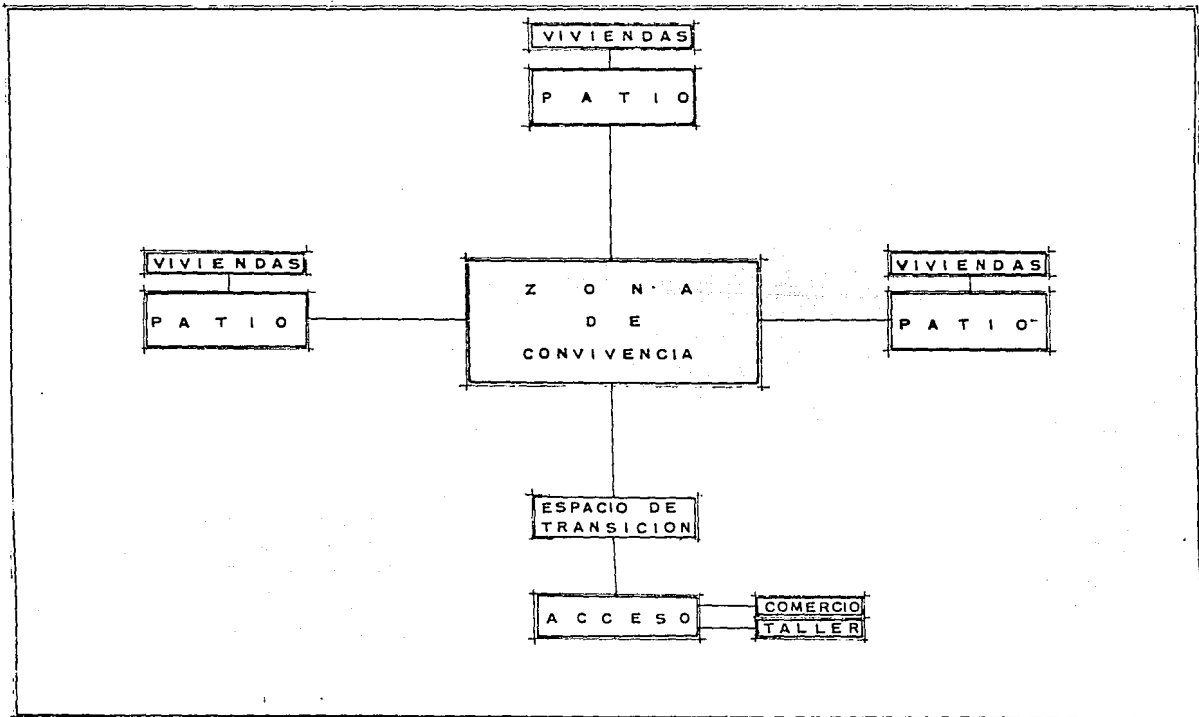 VIVIENDAS
PATIO
VIVIENDAS
PATIO
ZONA
DE
CONVIVENCIA
VIVIENDAS
PATIO
ESPACIO DE
TRANSICION
ACCESO
COMERCIO
TALLER